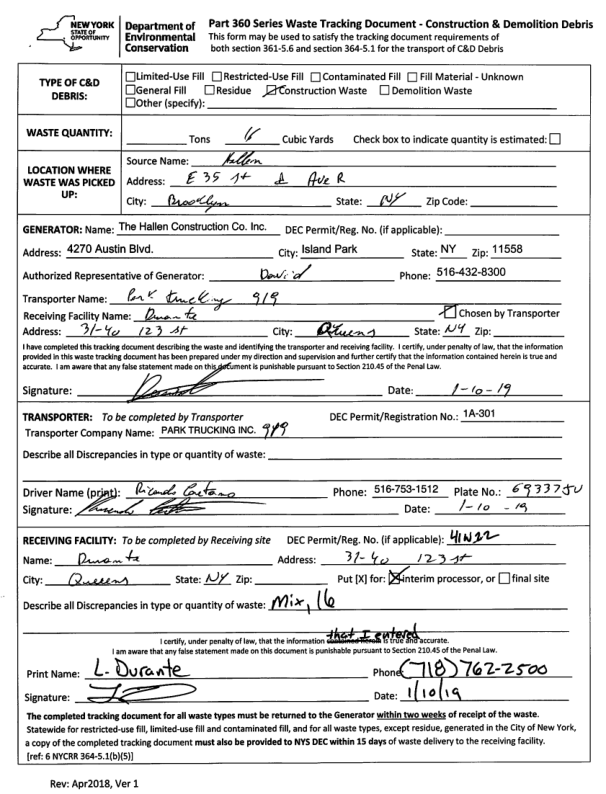 NEW YORK
STATE OF
OPPORTUNITY
Department of
Environmental
Conservation
Part 360 Series Waste Tracking Document - Construction & Demolition Debris
This form may be used to satisfy the tracking document requirements of
both section 361-5.6 and section 364-5.1 for the transport of C&D Debris
TYPE OF C&D
DEBRIS:
Limited-Use Fill Restricted-Use Fill Contaminated Fill Fill Material - Unknown
General Fill Residue Construction Waste Demolition Waste
Other (specify):
WASTE QUANTITY: Tons Cubic Yards Check box to indicate quantity is estimated:
LOCATION WHERE
WASTE WAS PICKED
UP:
Source Name: Hallen
Address: E 35 st & Ave R
City: Brooklyn State: NY Zip Code:
GENERATOR: Name: The Hallen Construction Co. Inc. DEC Permit/Reg. No. (if applicable):
Address: 4270 Austin Blvd. City: Island Park State: NY Zip: 11558
Authorized Representative of Generator: David Phone: 516-432-8300
Transporter Name: Park trucking 919
Receiving Facility Name: Durante Chosen by Transporter
Address: 31-40 123 st City: Queens State: NY Zip:
I have completed this tracking document describing the waste and identifying the transporter and receiving facility. I certify, under penalty of law, that the information
provided in this waste tracking document has been prepared under my direction and supervision and further certify that the information contained herein is true and
accurate. I am aware that any false statement made on this document is punishable pursuant to Section 210.45 of the Penal Law.
Signature: Date: 1-10-19
TRANSPORTER: To be completed by Transporter DEC Permit/Registration No.: 1A-301
Transporter Company Name: PARK TRUCKING INC. 919
Describe all Discrepancies in type or quantity of waste:
Driver Name (print): Ricardo Caetano Phone: 516-753-1512 Plate No.: 69337JU
Signature: Date: 1-10-19
RECEIVING FACILITY: To be completed by Receiving site DEC Permit/Reg. No. (if applicable): 41W22
Name: Durante Address: 31-40 123 st
City: Queens State: NY Zip: Put [X] for: interim processor, or final site
Describe all Discrepancies in type or quantity of waste: Mix, 16
that I entered
I certify, under penalty of law, that the information contained herein is true and accurate.
I am aware that any false statement made on this document is punishable pursuant to Section 210.45 of the Penal Law.
Print Name: L. Durante Phone: (718) 762-2500
Signature: Date: 1/10/19
The completed tracking document for all waste types must be returned to the Generator within two weeks of receipt of the waste.
Statewide for restricted-use fill, limited-use fill and contaminated fill, and for all waste types, except residue, generated in the City of New York,
a copy of the completed tracking document must also be provided to NYS DEC within 15 days of waste delivery to the receiving facility.
[ref: 6 NYCRR 364-5.1(b)(5)]
Rev: Apr2018, Ver 1